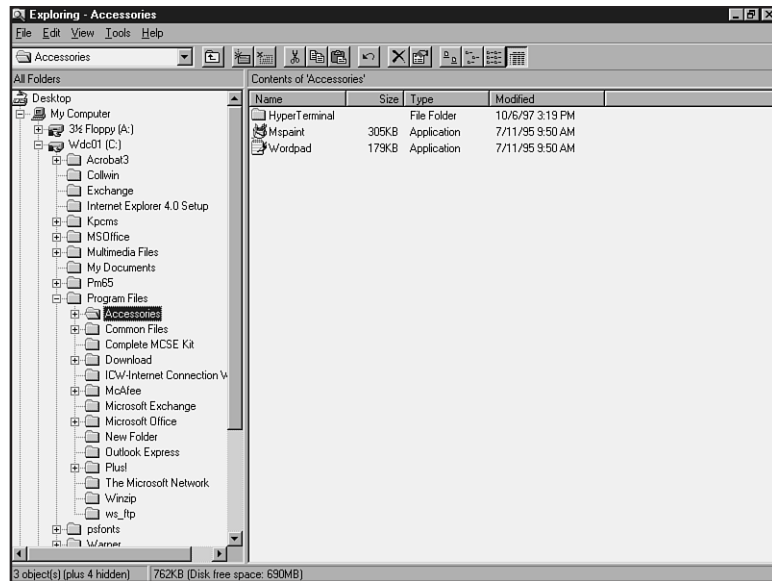 Exploring - Accessories
File Edit View Tools Help
Accessories
All Folders
Contents of 'Accessories'
Desktop
My Computer
3½ Floppy (A:)
Wdc01 (C:)
Acrobat3
Collwin
Exchange
Internet Explorer 4.0 Setup
Kpcms
MSOffice
Multimedia Files
My Documents
Pm65
Program Files
Accessories
Common Files
Complete MCSE Kit
Download
ICW-Internet Connection W
McAfee
Microsoft Exchange
Microsoft Office
New Folder
Outlook Express
Plus!
The Microsoft Network
Winzip
ws_ftp
psfonts
Warner
Name Size Type Modified
HyperTerminal File Folder 10/6/97 3:19 PM
Mspaint 305KB Application 7/11/95 9:50 AM
Wordpad 179KB Application 7/11/95 9:50 AM
3 object(s) (plus 4 hidden) 762KB (Disk free space: 690MB)